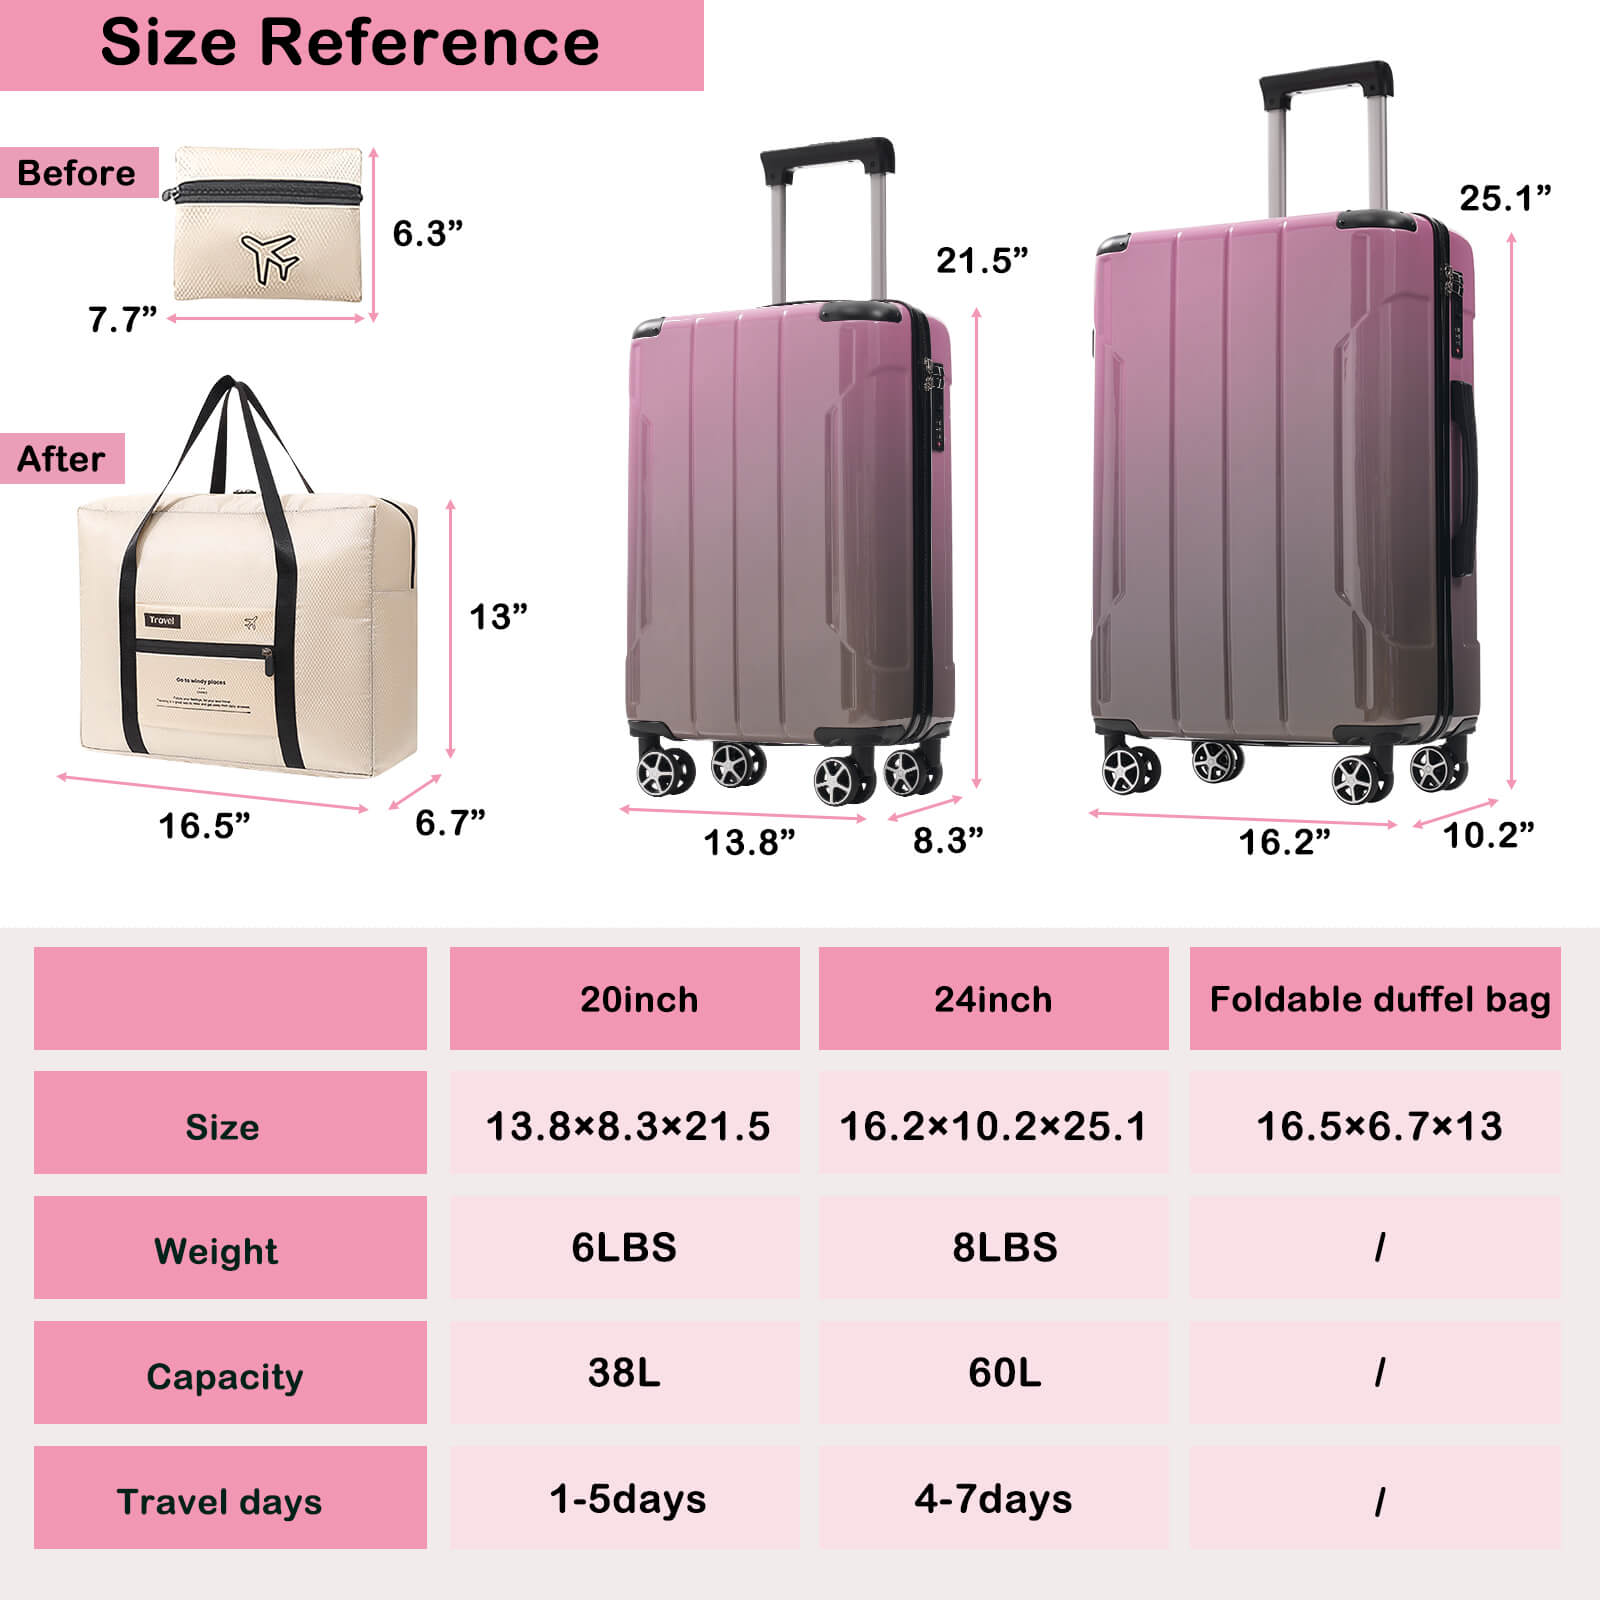 Size Reference
Before
6.3”
7.7”
After
Travel
Go to windy places
13”
16.5”
6.7”
21.5”
13.8”
8.3”
25.1”
16.2”
10.2”
20inch 24inch Foldable duffel bag
Size 13.8×8.3×21.5 16.2×10.2×25.1 16.5×6.7×13
Weight 6LBS 8LBS /
Capacity 38L 60L /
Travel days 1-5days 4-7days /